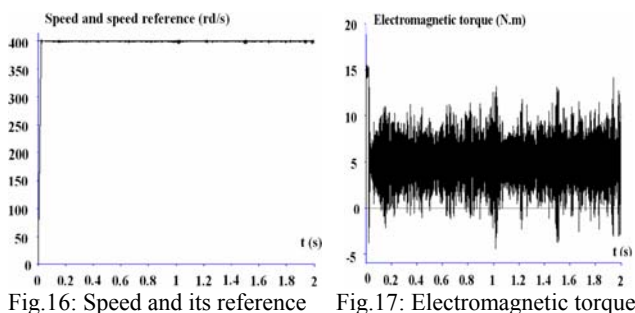 Speed and speed reference (rd/s)
400
350
300
250
200
150
100
50
0
0 0.2 0.4 0.6 0.8 1 1.2 1.4 1.6 1.8 2
t (s)
Fig.16: Speed and its reference
Electromagnetic torque (N.m)
20
15
10
5
0
-5
0 0.2 0.4 0.6 0.8 1 1.2 1.4 1.6 1.8 2
t (s)
Fig.17: Electromagnetic torque